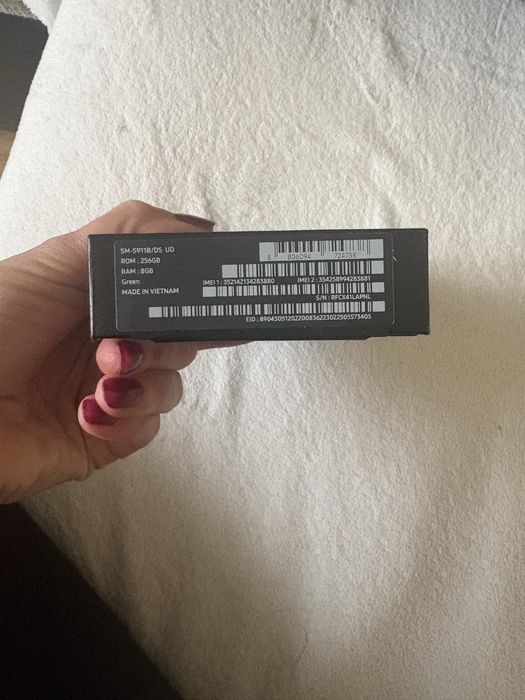 SM-S911B/DS UD
ROM : 256GB
RAM : 8GB
Green
MADE IN VIETNAM
8 806094 724738
IMEI 1 : 352142134283880 IMEI 2 : 354258994283881
S/N : RFCX41LAPNL
EID : 89043051202200836223022505573405